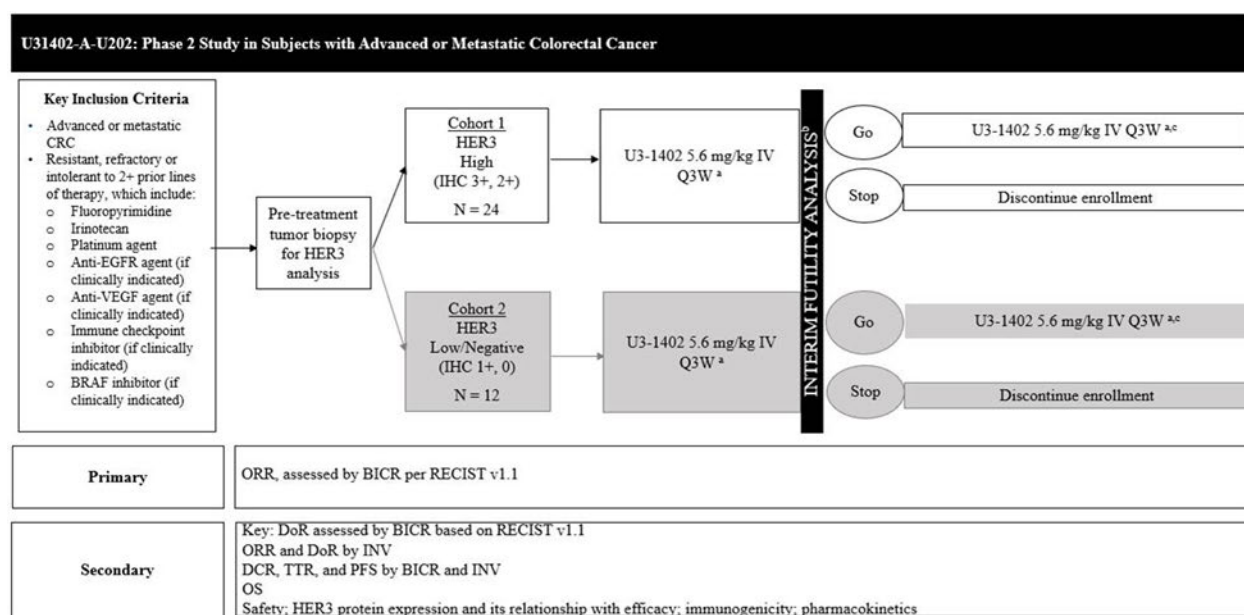 U31402-A-U202: Phase 2 Study in Subjects with Advanced or Metastatic Colorectal Cancer
Key Inclusion Criteria
• Advanced or metastatic
CRC
• Resistant, refractory or
intolerant to 2+ prior lines
of therapy, which include:
o Fluoropyrimidine
o Irinotecan
o Platinum agent
o Anti-EGFR agent (if
clinically indicated)
o Anti-VEGF agent (if
clinically indicated)
o Immune checkpoint
inhibitor (if clinically
indicated)
o BRAF inhibitor (if
clinically indicated)
Pre-treatment
tumor biopsy
for HER3
analysis
Cohort 1
HER3
High
(IHC 3+, 2+)
N = 24
U3-1402 5.6 mg/kg IV
Q3W a
Cohort 2
HER3
Low/Negative
(IHC 1+, 0)
N = 12
U3-1402 5.6 mg/kg IV
Q3W a
INTERIM FUTILITY ANALYSIS b
Go
U3-1402 5.6 mg/kg IV Q3W a,c
Stop
Discontinue enrollment
Go
U3-1402 5.6 mg/kg IV Q3W a,c
Stop
Discontinue enrollment
Primary
ORR, assessed by BICR per RECIST v1.1
Secondary
Key: DoR assessed by BICR based on RECIST v1.1
ORR and DoR by INV
DCR, TTR, and PFS by BICR and INV
OS
Safety; HER3 protein expression and its relationship with efficacy; immunogenicity; pharmacokinetics